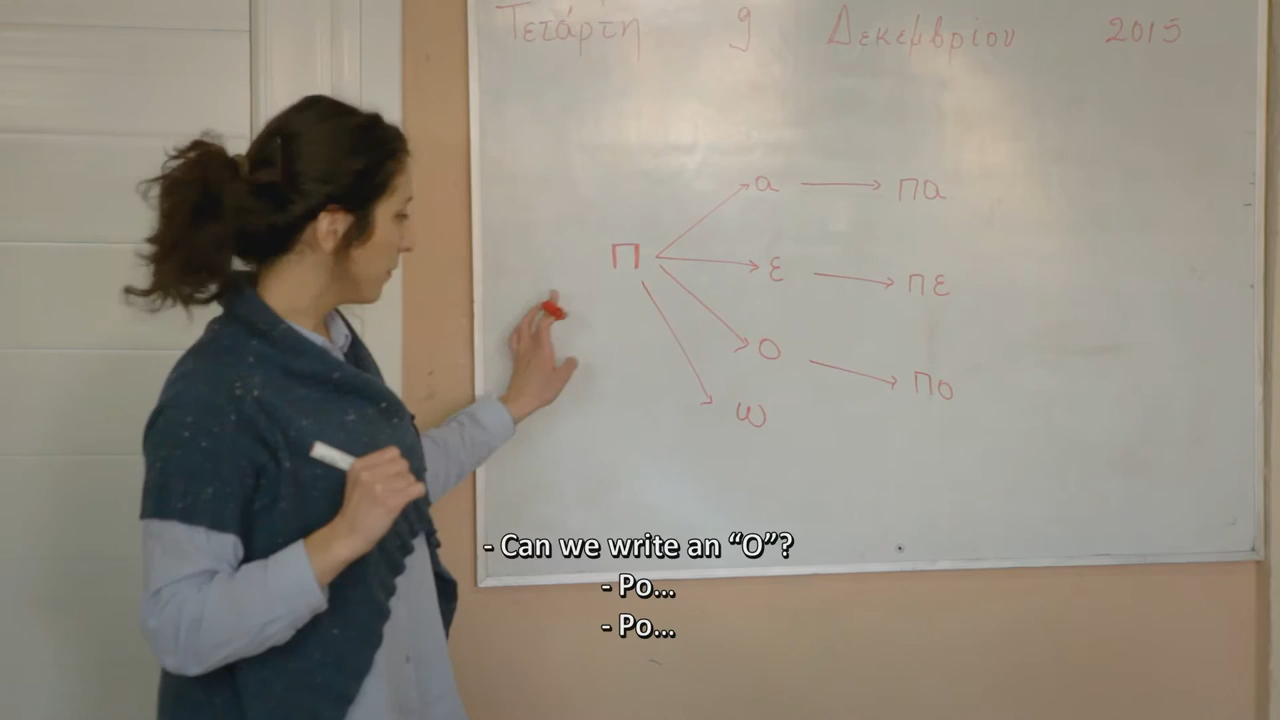 Τετάρτη 9 Δεκεμβρίου 2015
α → πα
Π
ε → πε
ο → πο
ω
- Can we write an “O”?
- Po...
- Po...